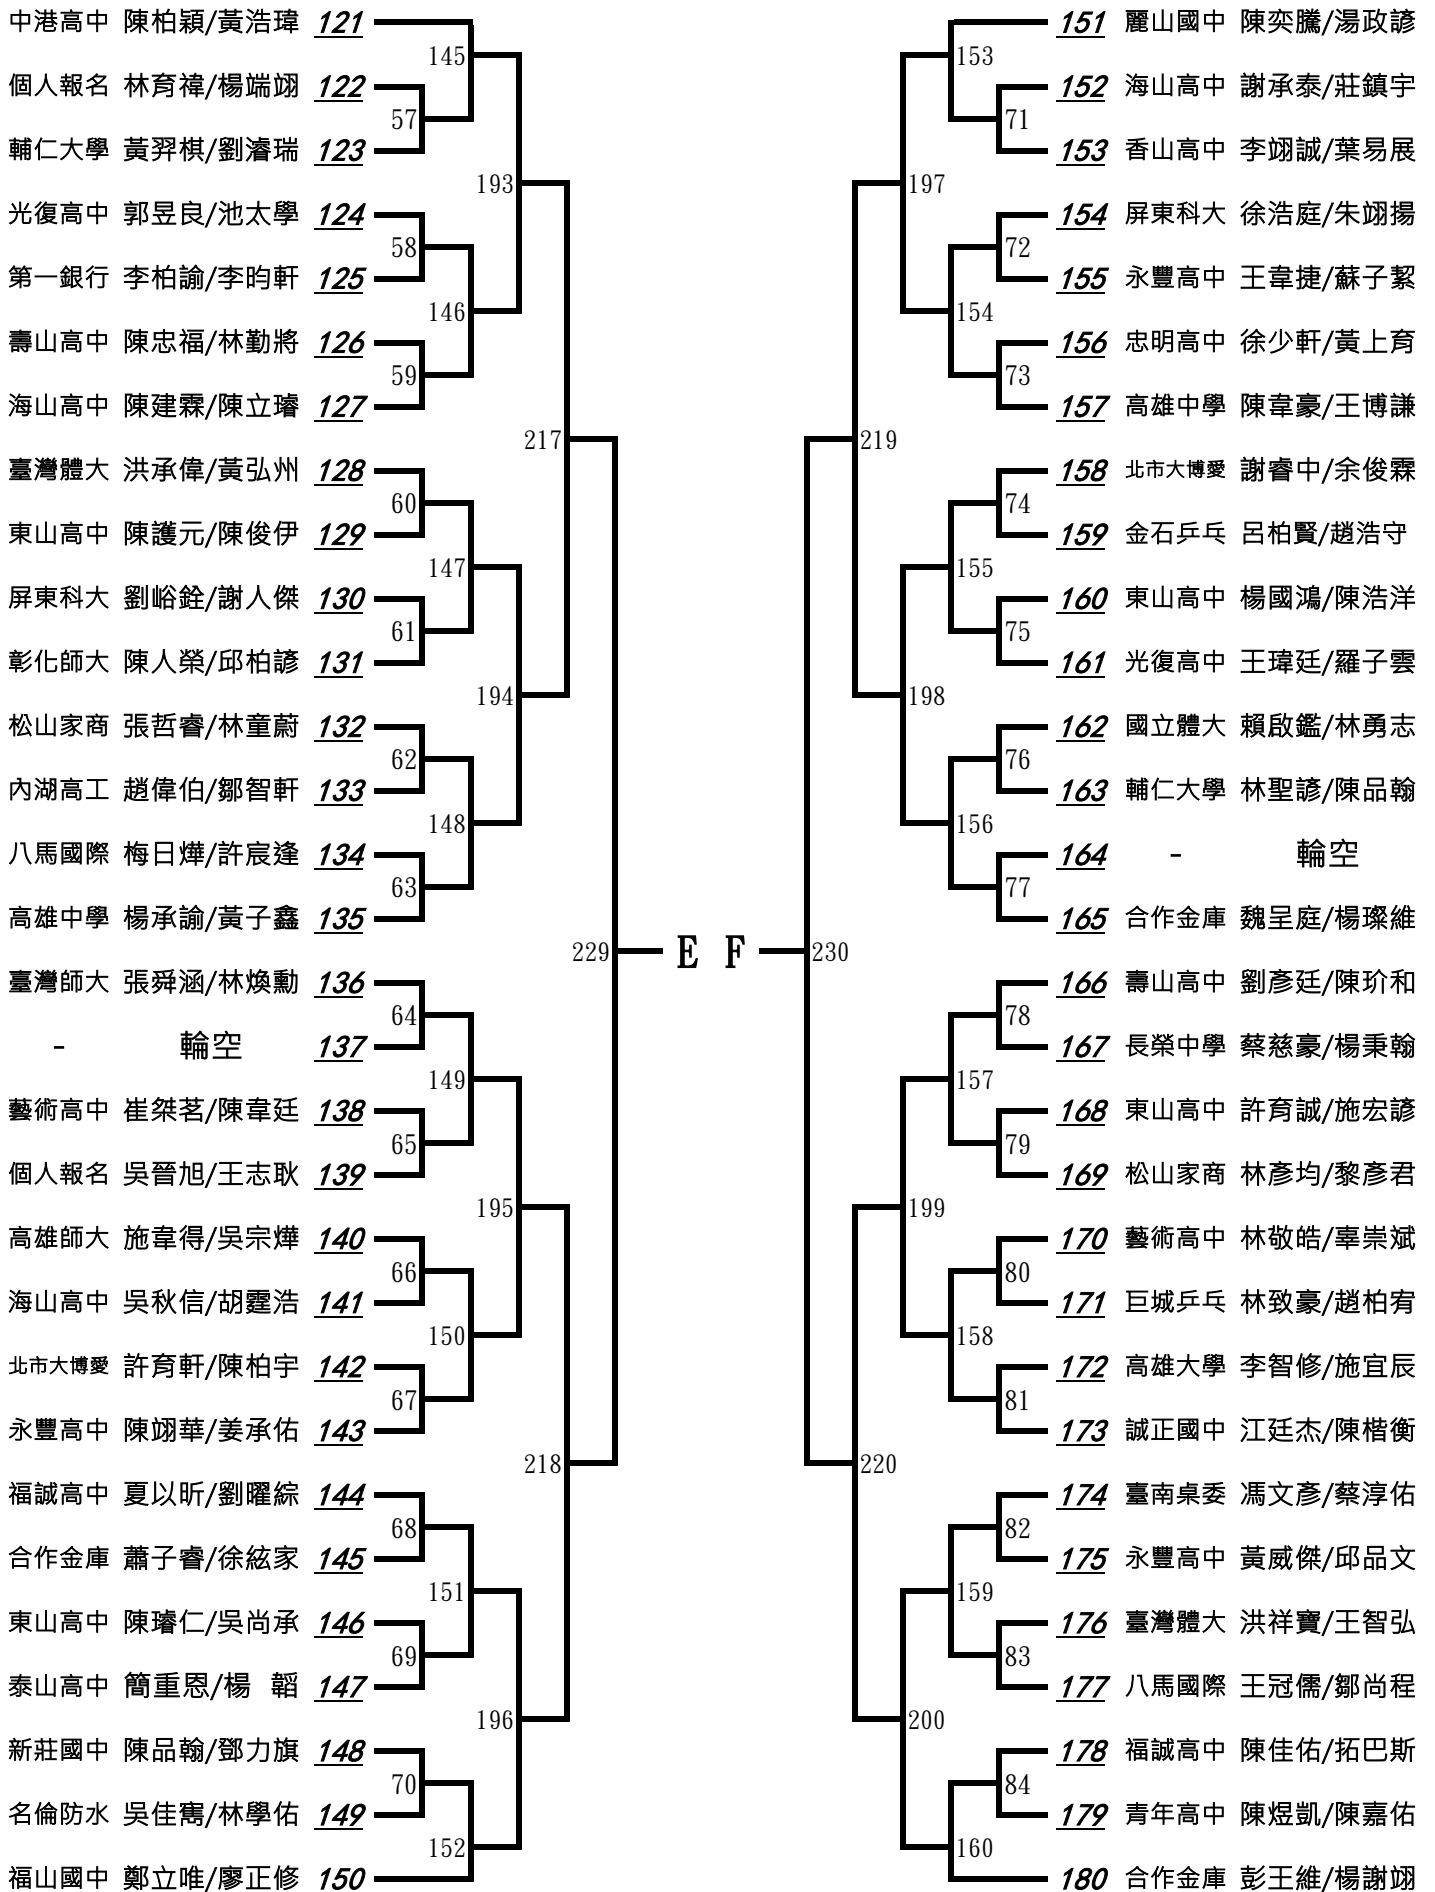 中港高中 陳柏穎/黃浩瑋 121
145
個人報名 林育禕/楊端翊 122
57
輔仁大學 黃羿棋/劉濬瑞 123
193
光復高中 郭昱良/池太學 124
58
第一銀行 李柏諭/李昀軒 125
146
壽山高中 陳忠福/林勤將 126
59
海山高中 陳建霖/陳立璿 127
217
臺灣體大 洪承偉/黃弘州 128
60
東山高中 陳護元/陳俊伊 129
147
屏東科大 劉峪銓/謝人傑 130
61
彰化師大 陳人榮/邱柏諺 131
194
松山家商 張哲睿/林童蔚 132
62
內湖高工 趙偉伯/鄒智軒 133
148
八馬國際 梅日燁/許宸逢 134
63
高雄中學 楊承諭/黃子鑫 135
229 E
臺灣師大 張舜涵/林煥勳 136
64
- 輪空 137
149
藝術高中 崔桀茗/陳韋廷 138
65
個人報名 吳晉旭/王志耿 139
195
高雄師大 施韋得/吳宗燁 140
66
海山高中 吳秋信/胡霆浩 141
150
北市大博愛 許育軒/陳柏宇 142
67
永豐高中 陳翊華/姜承佑 143
218
福誠高中 夏以昕/劉曜綜 144
68
合作金庫 蕭子睿/徐絃家 145
151
東山高中 陳璿仁/吳尚承 146
69
泰山高中 簡重恩/楊 韜 147
196
新莊國中 陳品翰/鄧力旗 148
70
名倫防水 吳佳寯/林學佑 149
152
福山國中 鄭立唯/廖正修 150
151 麗山國中 陳奕騰/湯政諺
153
152 海山高中 謝承泰/莊鎮宇
71
153 香山高中 李翊誠/葉易展
197
154 屏東科大 徐浩庭/朱翊揚
72
155 永豐高中 王韋捷/蘇子絜
154
156 忠明高中 徐少軒/黃上育
73
157 高雄中學 陳韋豪/王博謙
219
158 北市大博愛 謝睿中/余俊霖
74
159 金石乒乓 呂柏賢/趙浩守
155
160 東山高中 楊國鴻/陳浩洋
75
161 光復高中 王瑋廷/羅子雲
198
162 國立體大 賴啟鑑/林勇志
76
163 輔仁大學 林聖諺/陳品翰
156
164 - 輪空
77
165 合作金庫 魏呈庭/楊璨維
F 230
166 壽山高中 劉彥廷/陳玠和
78
167 長榮中學 蔡慈豪/楊秉翰
157
168 東山高中 許育誠/施宏諺
79
169 松山家商 林彥均/黎彥君
199
170 藝術高中 林敬皓/辜崇斌
80
171 巨城乒乓 林致豪/趙柏宥
158
172 高雄大學 李智修/施宜辰
81
173 誠正國中 江廷杰/陳楷衡
220
174 臺南桌委 馮文彥/蔡淳佑
82
175 永豐高中 黃威傑/邱品文
159
176 臺灣體大 洪祥寶/王智弘
83
177 八馬國際 王冠儒/鄒尚程
200
178 福誠高中 陳佳佑/拓巴斯
84
179 青年高中 陳煜凱/陳嘉佑
160
180 合作金庫 彭王維/楊謝翊